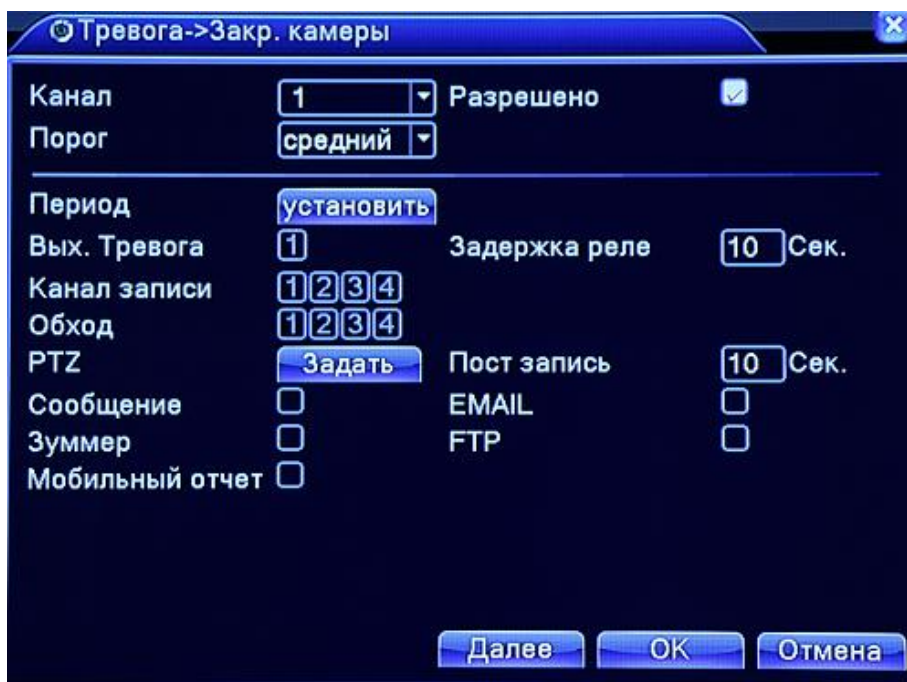 Тревога->Закр. камеры
Канал 1 Разрешено
Порог средний
Период установить
Вых. Тревога 1 Задержка реле 10 Сек.
Канал записи 1 2 3 4
Обход 1 2 3 4
PTZ Задать Пост запись 10 Сек.
Сообщение EMAIL
Зуммер FTP
Мобильный отчет
Далее OK Отмена